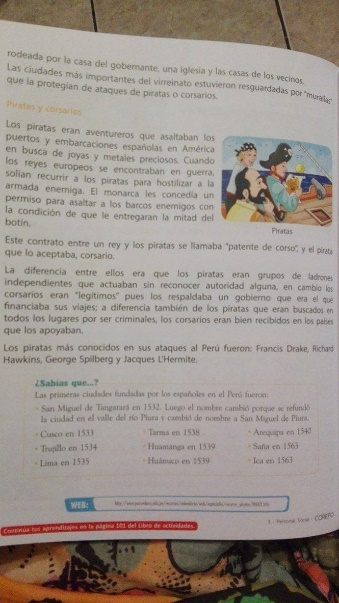 rodeada por la casa del gobernante, una iglesia y las casas de los vecinos.
Las ciudades más importantes del virreinato estuvieron resguardadas por "murallas"
que la protegían de ataques de piratas o corsarios.
Piratas y corsarios
Los piratas eran aventureros que asaltaban los
puertos y embarcaciones españolas en América
en busca de joyas y metales preciosos. Cuando
los reyes europeos se encontraban en guerra,
solían recurrir a los piratas para hostilizar a la
armada enemiga. El monarca les concedía un
permiso para asaltar a los barcos enemigos con
la condición de que le entregaran la mitad del
botín.
Piratas
Este contrato entre un rey y los piratas se llamaba "patente de corso", y el pirata
que lo aceptaba, corsario.
La diferencia entre ellos era que los piratas eran grupos de ladrones
independientes que actuaban sin reconocer autoridad alguna, en cambio los
corsarios eran "legítimos" pues los respaldaba un gobierno que era el que
financiaba sus viajes; a diferencia también de los piratas que eran buscados en
todos los lugares por ser criminales, los corsarios eran bien recibidos en los países
que los apoyaban.
Los piratas más conocidos en sus ataques al Perú fueron: Francis Drake, Richard
Hawkins, George Spilberg y Jacques L'Hermite.
¿Sabías que...?
Las primeras ciudades fundadas por los españoles en el Perú fueron:
San Miguel de Tangarará en 1532. Luego el nombre cambió porque se refundó
la ciudad en el valle del río Piura y cambió de nombre a San Miguel de Piura.
Cusco en 1533
Tarma en 1538
Arequipa en 1540
Trujillo en 1534
Huamanga en 1539
Saña en 1563
Lima en 1535
Huánuco en 1539
Ica en 1563
WEB:
Continúa tus aprendizajes en la página 101 del Libro de actividades.
Personal Social - COREFO